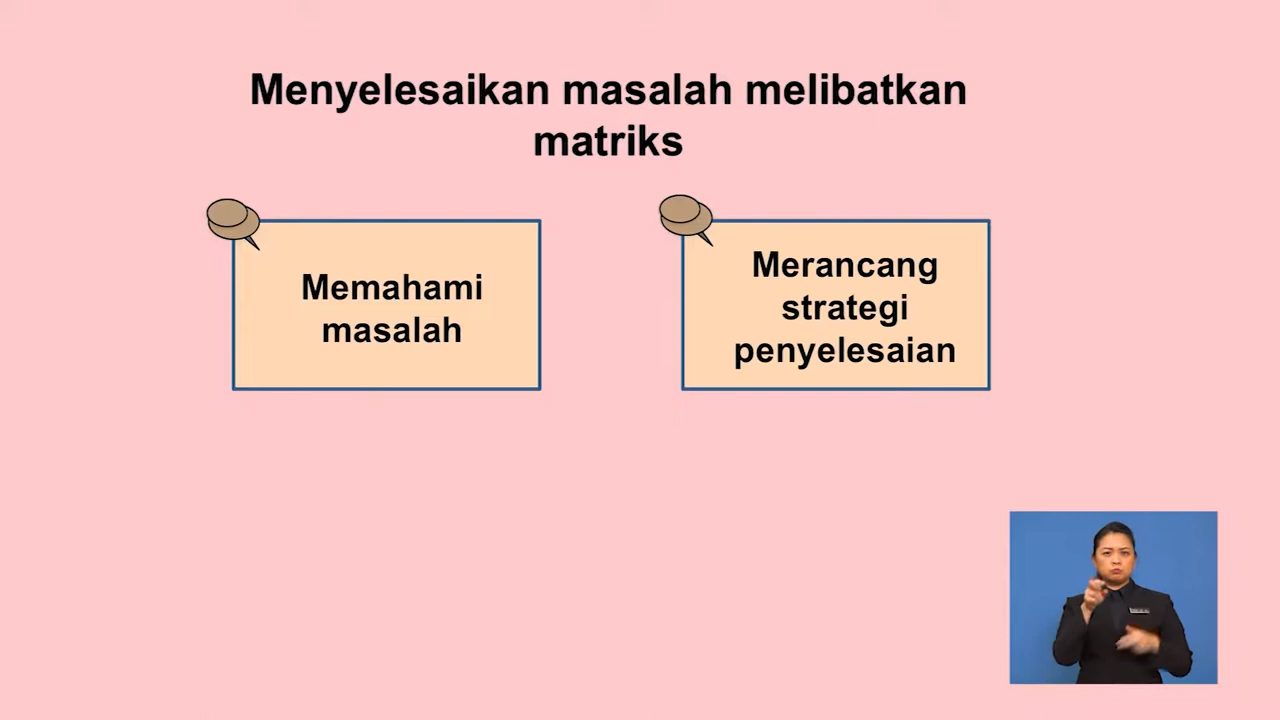 Menyelesaikan masalah melibatkan
matriks
Memahami
masalah
Merancang
strategi
penyelesaian